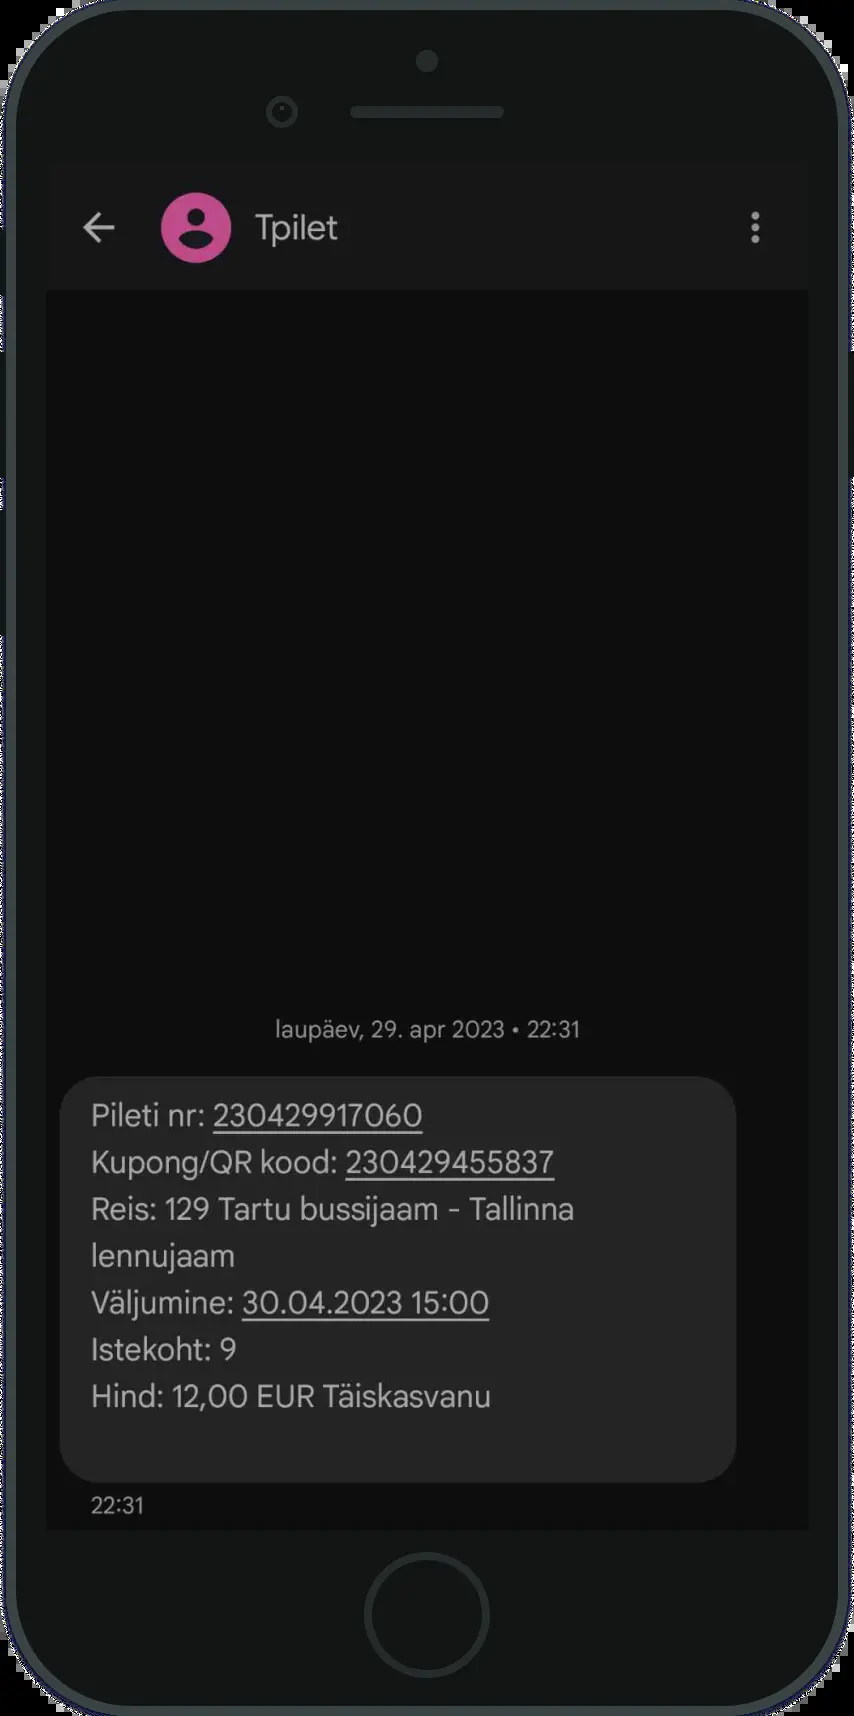 Tpilet
laupäev, 29. apr 2023 • 22:31
Pileti nr: 230429917060
Kupong/QR kood: 230429455837
Reis: 129 Tartu bussijaam - Tallinna
lennujaam
Väljumine: 30.04.2023 15:00
Istekoht: 9
Hind: 12,00 EUR Täiskasvanu
22:31